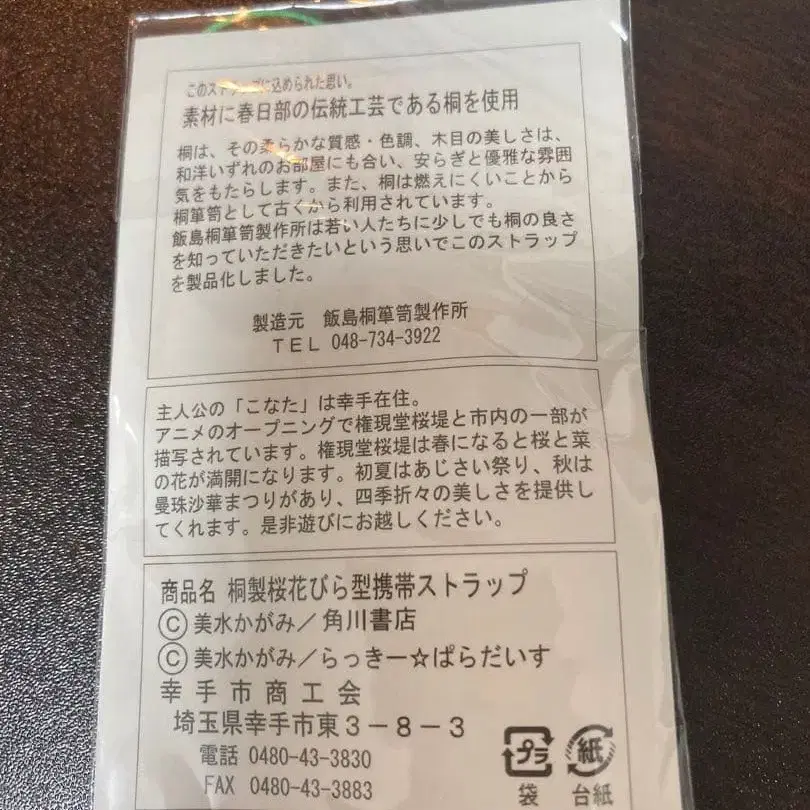 このストラップに込められた思い。
素材に春日部の伝統工芸である桐を使用
桐は、その柔らかな質感・色調、木目の美しさは、
和洋いずれのお部屋にも合い、安らぎと優雅な雰囲
気をもたらします。また、桐は燃えにくいことから
桐箪笥として古くから利用されています。
飯島桐箪笥製作所は若い人たちに少しでも桐の良さ
を知っていただきたいという思いでこのストラップ
を製品化しました。
製造元 飯島桐箪笥製作所
TEL 048-734-3922
主人公の「こなた」は幸手在住。
アニメのオープニングで権現堂桜堤と市内の一部が
描写されています。権現堂桜堤は春になると桜と菜
の花が満開になります。初夏はあじさい祭り、秋は
曼珠沙華まつりがあり、四季折々の美しさを提供し
てくれます。是非遊びにお越しください。
商品名 桐製桜花びら型携帯ストラップ
Ⓒ美水かがみ／角川書店
Ⓒ美水かがみ／らっきー☆ぱらだいす
幸手市商工会
埼玉県幸手市東３－８－３
電話 0480-43-3830
FAX 0480-43-3883
プラ
袋
紙
台紙